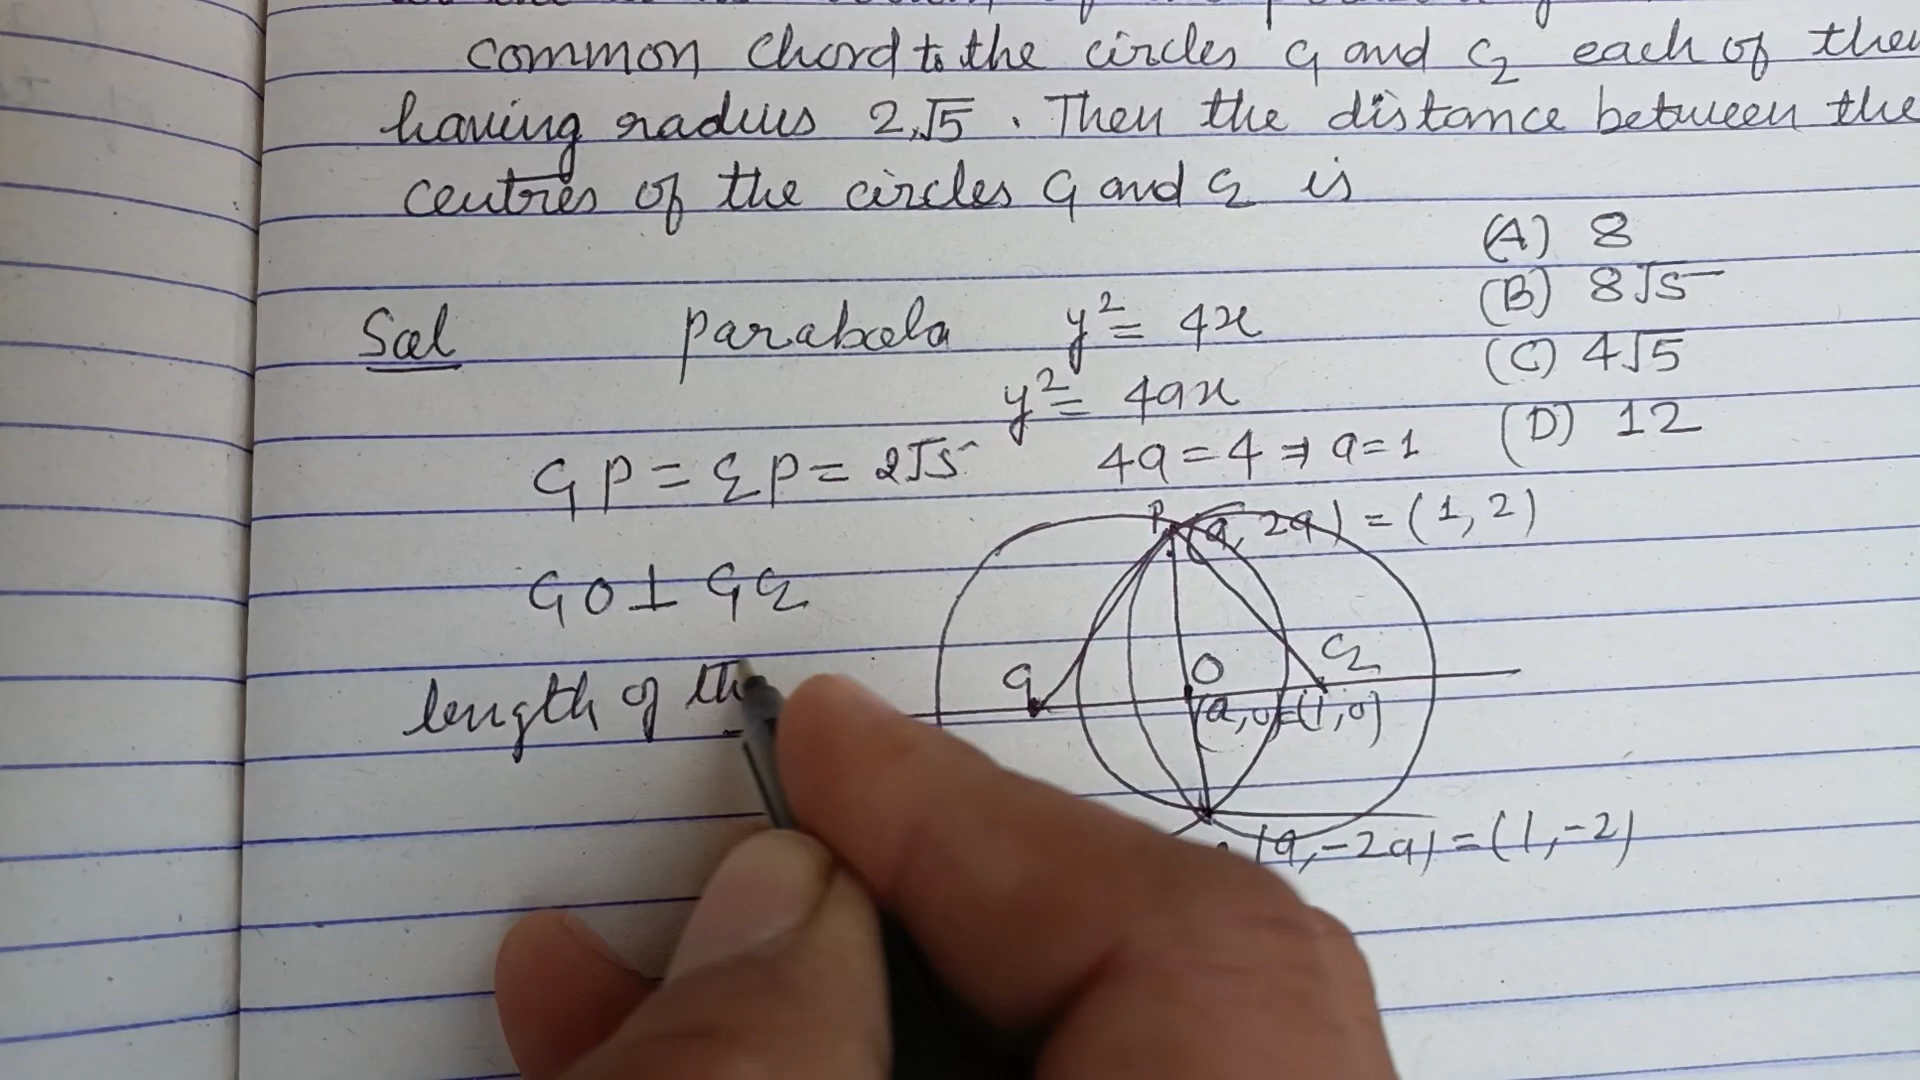 common chord to the circles C1 and C2 each of them
having radius 2√5 . Then the distance between the
centres of the circles C1 and C2 is
(A) 8
(B) 8√5
(C) 4√5
(D) 12
Sol parabola y² = 4x
y² = 4ax
C1P = C2P = 2√5 4a = 4 ⇒ a = 1
P (a, 2a) = (1, 2)
C1O ⊥ C1C2
C1 O C2
(a, 0) = (1, 0)
length of th
(a, -2a) = (1, -2)